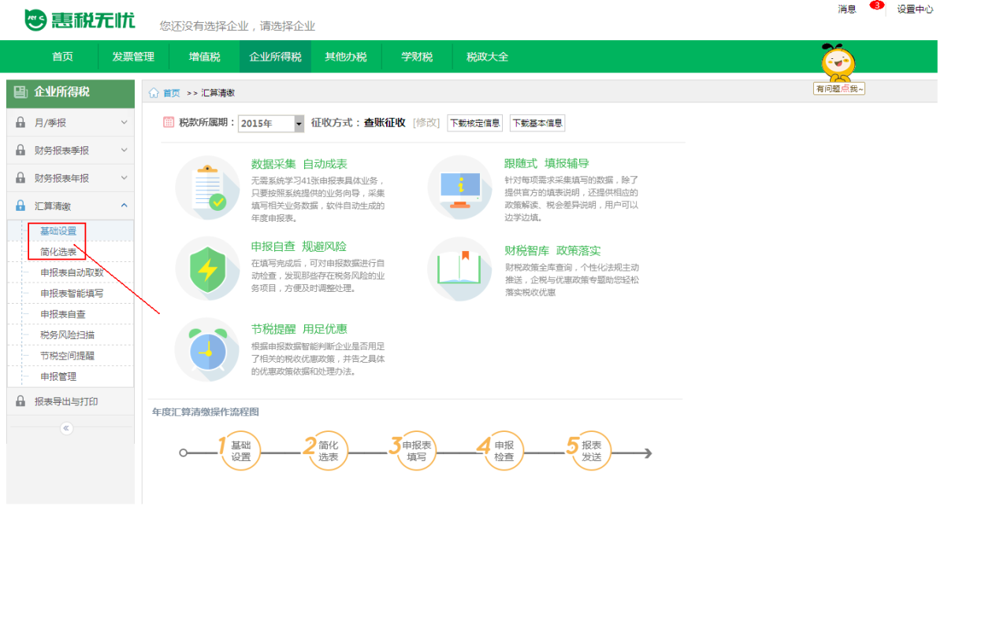 消息 3 设置中心
惠税无忧 您还没有选择企业，请选择企业
首页 发票管理 增值税 企业所得税 其他办税 学财税 税政大全
有问题点我~
企业所得税
月/季报
财务报表季报
财务报表年报
汇算清缴
基础设置
简化选表
申报表自动取数
申报表智能填写
申报表自查
税务风险扫描
节税空间提醒
申报管理
报表导出与打印
首页 >> 汇算清缴
税款所属期： 2015年 征收方式：查账征收 [修改] 下载核定信息 下载基本信息
数据采集 自动成表
无需系统学习41张申报表具体业务，
只要按照系统提供的业务向导，采集
填写相关业务数据，软件自动生成的
年度申报表。
跟随式 填报辅导
针对每项需求采集填写的数据，除了
提供官方的填表说明，还提供相应的
政策解读、税会差异说明，用户可以
边学边填。
申报自查 规避风险
在填写完成后，可对申报数据进行自
动检查，发现那些存在税务风险的业
务项目，方便及时调整处理。
财税智库 政策落实
财税政策全库查询，个性化法规主动
推送，企税与优惠政策专题助您轻松
落实税收优惠
节税提醒 用足优惠
根据申报数据智能判断企业是否用足
了相关的税收优惠政策，并告之具体
的优惠政策依据和处理办法。
年度汇算清缴操作流程图
1 基础
设置
2 简化
选表
3 申报表
填写
4 申报
检查
5 报表
发送